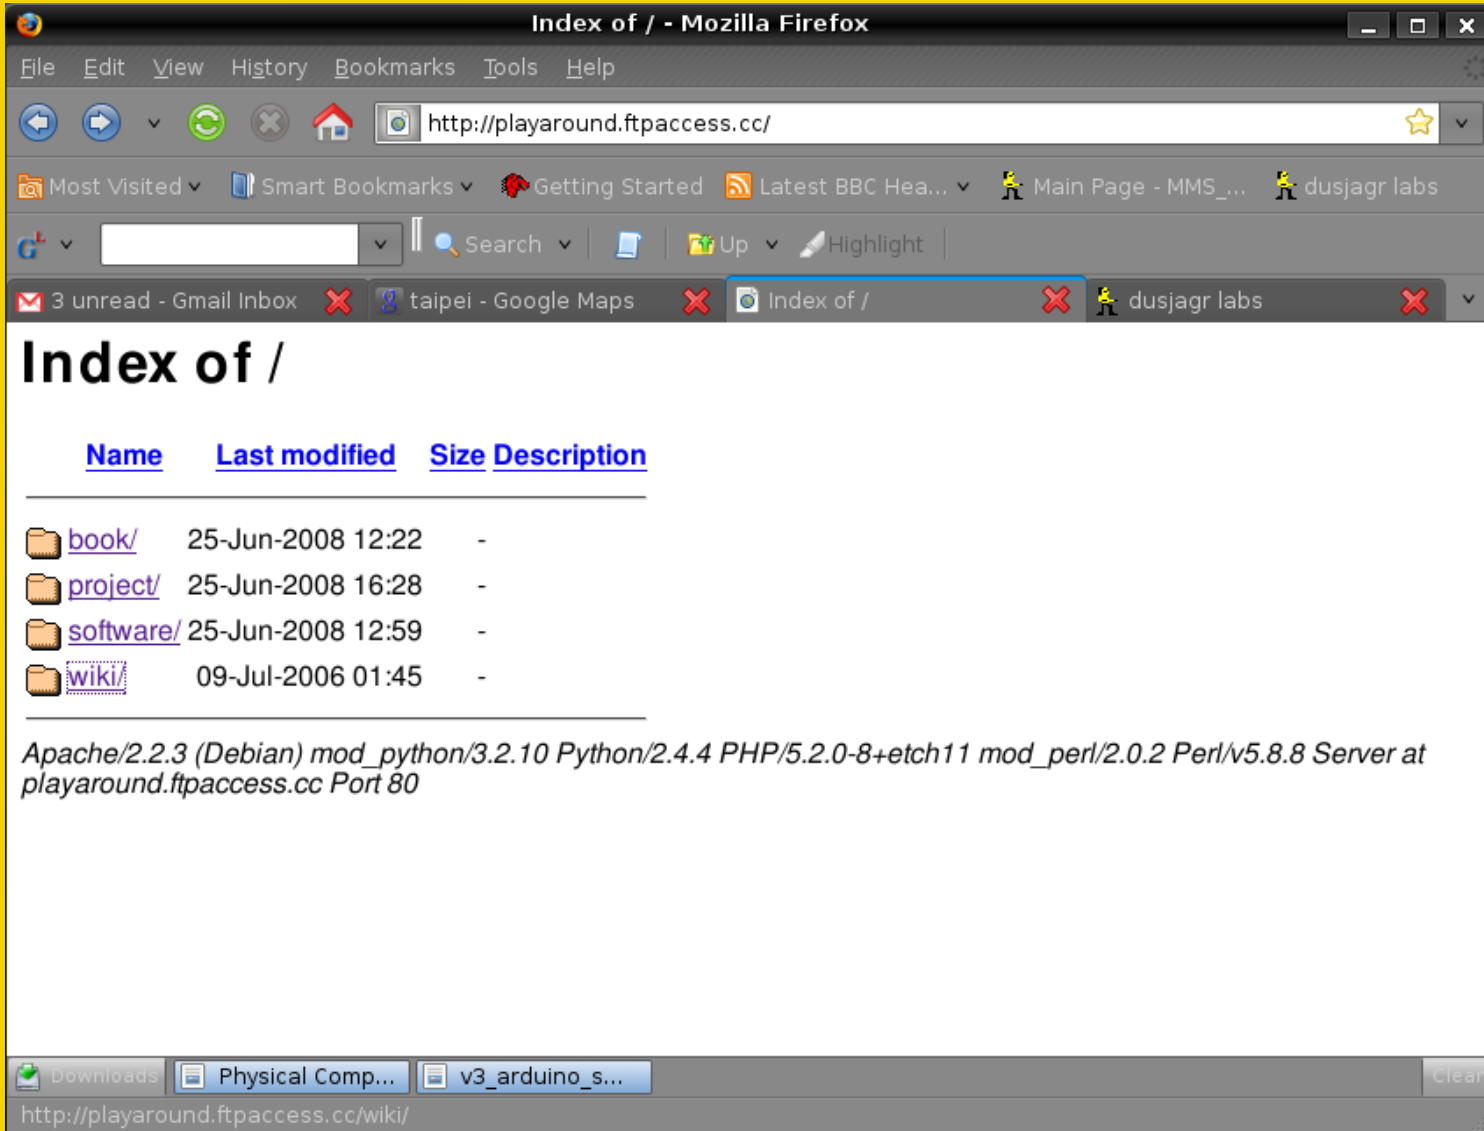 Index of / - Mozilla Firefox
File Edit View History Bookmarks Tools Help
http://playaround.ftpaccess.cc/
Most Visited Smart Bookmarks Getting Started Latest BBC Hea... Main Page - MMS_... dusjagr labs
Search Up Highlight
3 unread - Gmail Inbox taipei - Google Maps Index of / dusjagr labs
Index of /
Name Last modified Size Description
book/ 25-Jun-2008 12:22 -
project/ 25-Jun-2008 16:28 -
software/ 25-Jun-2008 12:59 -
wiki/ 09-Jul-2006 01:45 -
Apache/2.2.3 (Debian) mod_python/3.2.10 Python/2.4.4 PHP/5.2.0-8+etch11 mod_perl/2.0.2 Perl/v5.8.8 Server at
playaround.ftpaccess.cc Port 80
Downloads Physical Comp... v3_arduino_s... Clear
http://playaround.ftpaccess.cc/wiki/